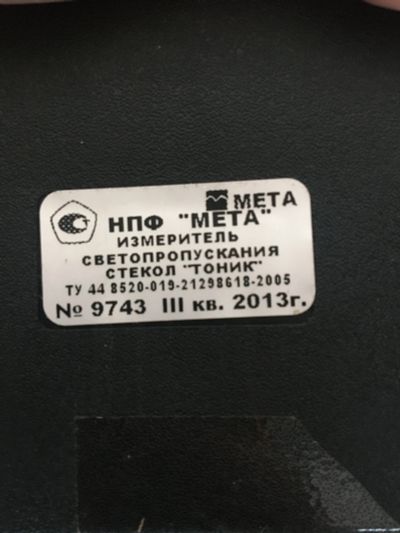 МЕТА
НПФ "МЕТА"
ИЗМЕРИТЕЛЬ
СВЕТОПРОПУСКАНИЯ
СТЕКОЛ "ТОНИК"
ТУ 44 8520-019-21298618-2005
№ 9743 III кв. 2013г.